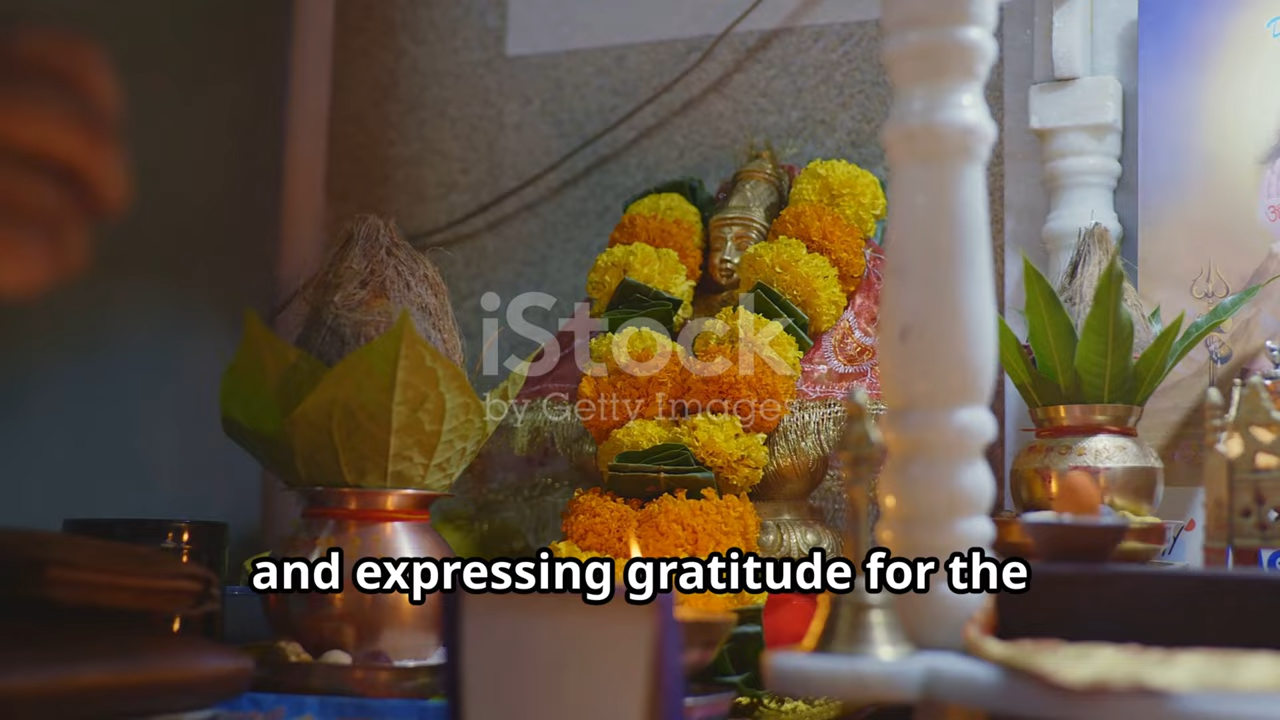 iStock
by Getty Images
and expressing gratitude for the